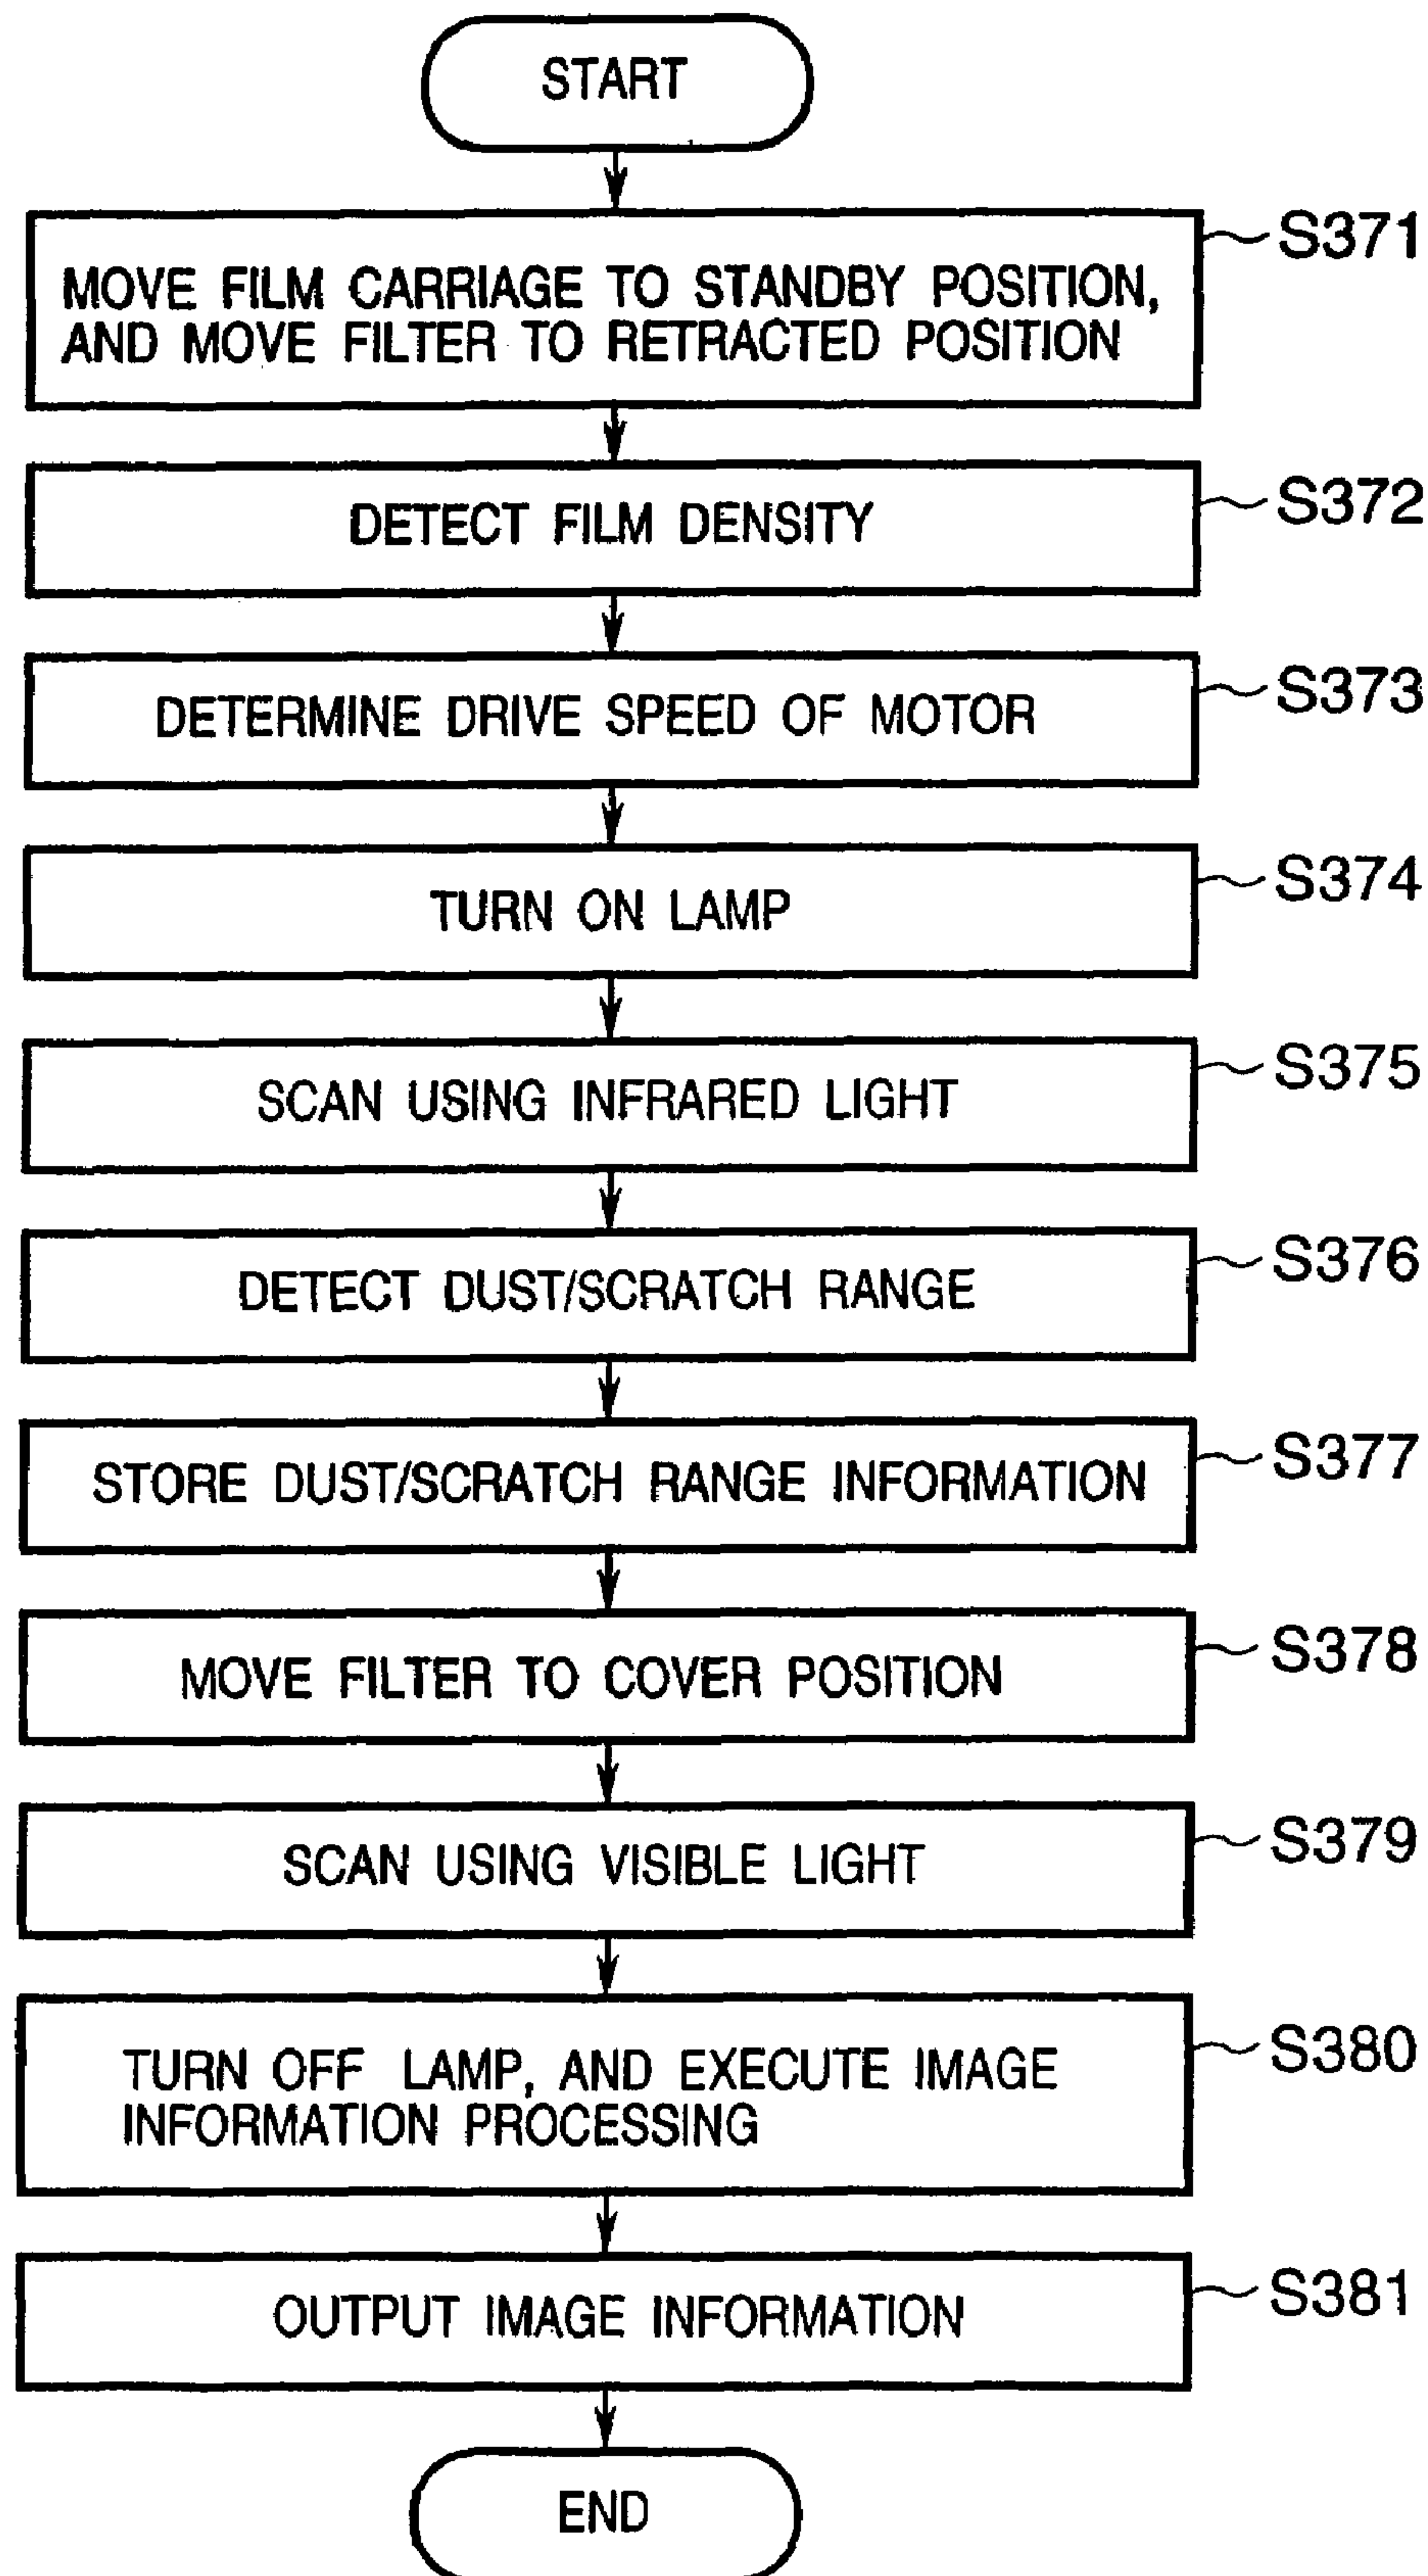 START
S371
MOVE FILM CARRIAGE TO STANDBY POSITION,
AND MOVE FILTER TO RETRACTED POSITION
S372
DETECT FILM DENSITY
S373
DETERMINE DRIVE SPEED OF MOTOR
S374
TURN ON LAMP
S375
SCAN USING INFRARED LIGHT
S376
DETECT DUST/SCRATCH RANGE
S377
STORE DUST/SCRATCH RANGE INFORMATION
S378
MOVE FILTER TO COVER POSITION
S379
SCAN USING VISIBLE LIGHT
S380
TURN OFF LAMP, AND EXECUTE IMAGE
INFORMATION PROCESSING
S381
OUTPUT IMAGE INFORMATION
END